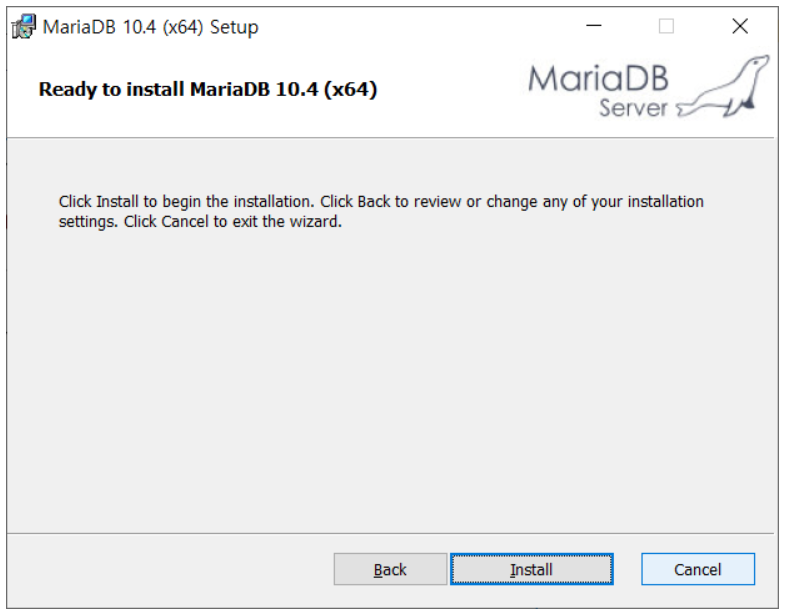 MariaDB 10.4 (x64) Setup
Ready to install MariaDB 10.4 (x64)
MariaDB
Server
Click Install to begin the installation. Click Back to review or change any of your installation
settings. Click Cancel to exit the wizard.
Back
Install
Cancel